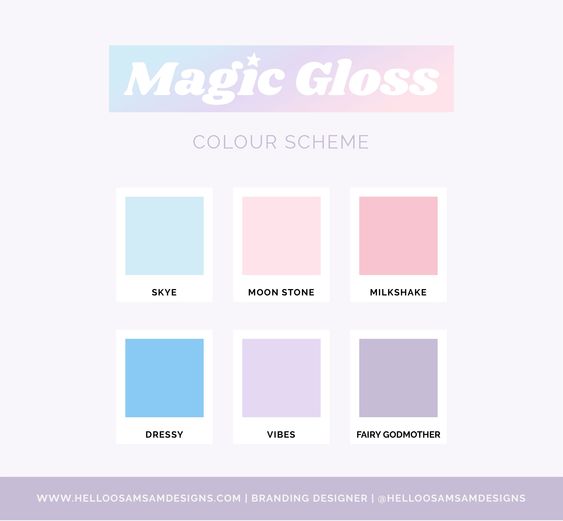 Magic Gloss
COLOUR SCHEME
SKYE
MOON STONE
MILKSHAKE
DRESSY
VIBES
FAIRY GODMOTHER
WWW.HELLOOSAMSAMDESIGNS.COM | BRANDING DESIGNER | @HELLOOSAMSAMDESIGNS